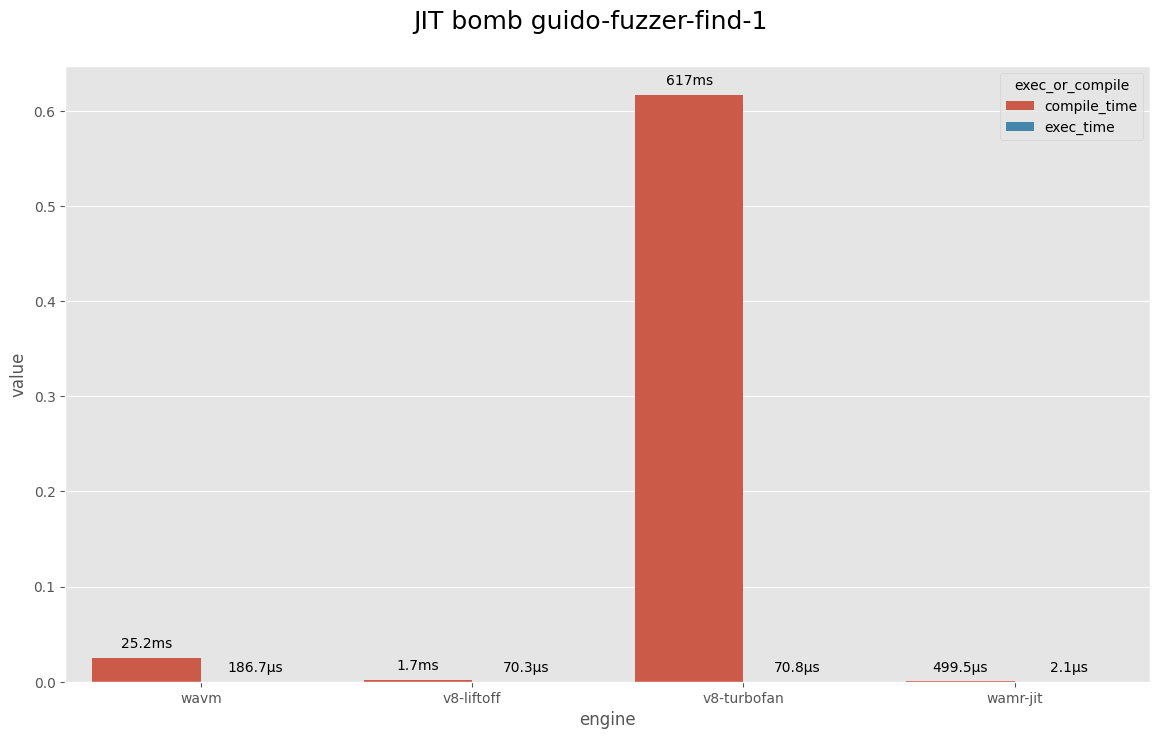 JIT bomb guido-fuzzer-find-1
617ms
exec_or_compile
compile_time
exec_time
0.6
0.5
0.4
0.3
0.2
0.1
0.0
value
25.2ms
186.7µs
1.7ms
70.3µs
70.8µs
499.5µs
2.1µs
wavm
v8-liftoff
v8-turbofan
wamr-jit
engine